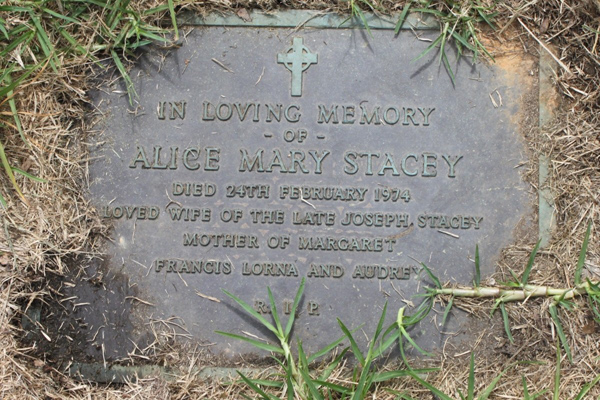 IN LOVING MEMORY
- OF -
ALICE MARY STACEY
DIED 24TH FEBRUARY 1974
LOVED WIFE OF THE LATE JOSEPH. STACEY
MOTHER OF MARGARET
FRANCIS LORNA AND AUDREY
R.I.P.